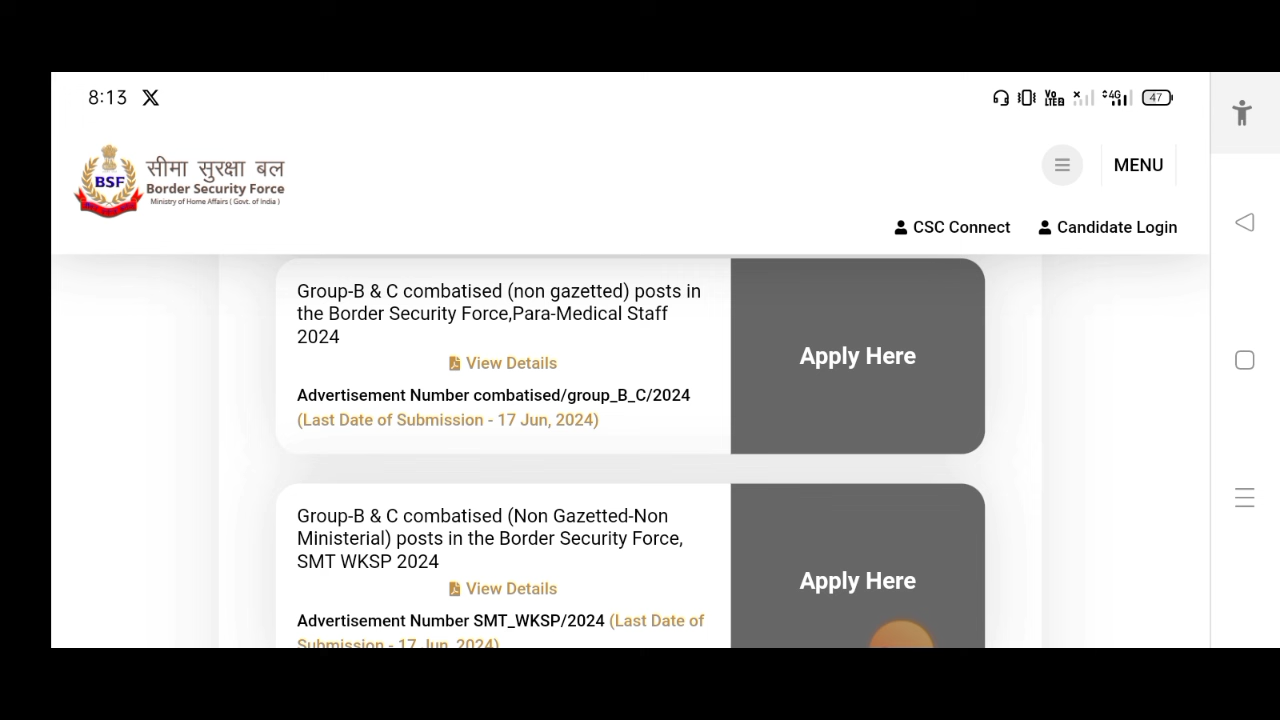 8:13
VoLTE2 4G 47
BSF
सीमा सुरक्षा बल
Border Security Force
Ministry of Home Affairs ( Govt. of India )
MENU
CSC Connect Candidate Login
Group-B & C combatised (non gazetted) posts in
the Border Security Force,Para-Medical Staff
2024
View Details
Advertisement Number combatised/group_B_C/2024
(Last Date of Submission - 17 Jun, 2024)
Apply Here
Group-B & C combatised (Non Gazetted-Non
Ministerial) posts in the Border Security Force,
SMT WKSP 2024
View Details
Advertisement Number SMT_WKSP/2024 (Last Date of
Submission - 17 Jun, 2024)
Apply Here